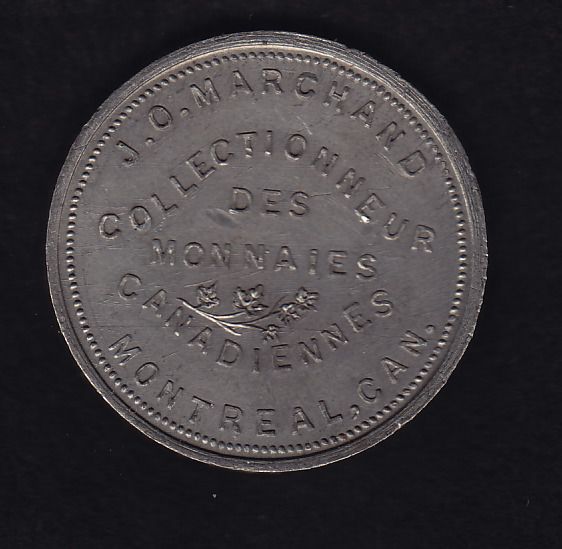 J.O. MARCHAND
COLLECTIONNEUR
DES
MONNAIES
CANADIENNES
MONTREAL, CAN.